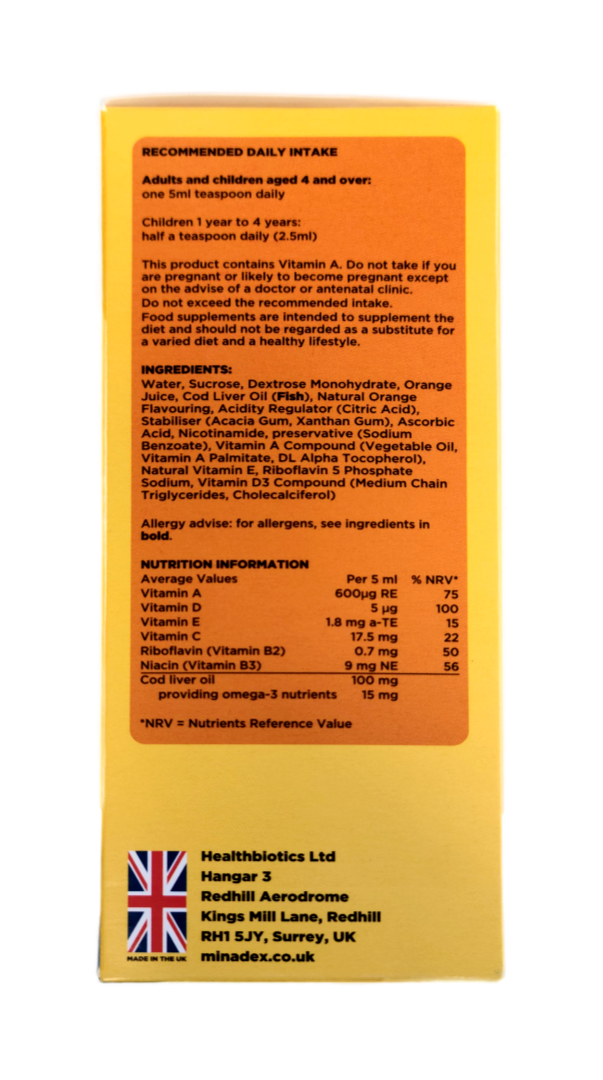 RECOMMENDED DAILY INTAKE
Adults and children aged 4 and over:
one 5ml teaspoon daily
Children 1 year to 4 years:
half a teaspoon daily (2.5ml)
This product contains Vitamin A. Do not take if you
are pregnant or likely to become pregnant except
on the advise of a doctor or antenatal clinic.
Do not exceed the recommended intake.
Food supplements are intended to supplement the
diet and should not be regarded as a substitute for
a varied diet and a healthy lifestyle.
INGREDIENTS:
Water, Sucrose, Dextrose Monohydrate, Orange
Juice, Cod Liver Oil (Fish), Natural Orange
Flavouring, Acidity Regulator (Citric Acid),
Stabiliser (Acacia Gum, Xanthan Gum), Ascorbic
Acid, Nicotinamide, preservative (Sodium
Benzoate), Vitamin A Compound (Vegetable Oil,
Vitamin A Palmitate, DL Alpha Tocopherol),
Natural Vitamin E, Riboflavin 5 Phosphate
Sodium, Vitamin D3 Compound (Medium Chain
Triglycerides, Cholecalciferol)
Allergy advise: for allergens, see ingredients in
bold.
NUTRITION INFORMATION
Average Values Per 5 ml % NRV*
Vitamin A 600µg RE 75
Vitamin D 5 µg 100
Vitamin E 1.8 mg a-TE 15
Vitamin C 17.5 mg 22
Riboflavin (Vitamin B2) 0.7 mg 50
Niacin (Vitamin B3) 9 mg NE 56
Cod liver oil 100 mg
providing omega-3 nutrients 15 mg
*NRV = Nutrients Reference Value
Healthbiotics Ltd
Hangar 3
Redhill Aerodrome
Kings Mill Lane, Redhill
RH1 5JY, Surrey, UK
MADE IN THE UK minadex.co.uk